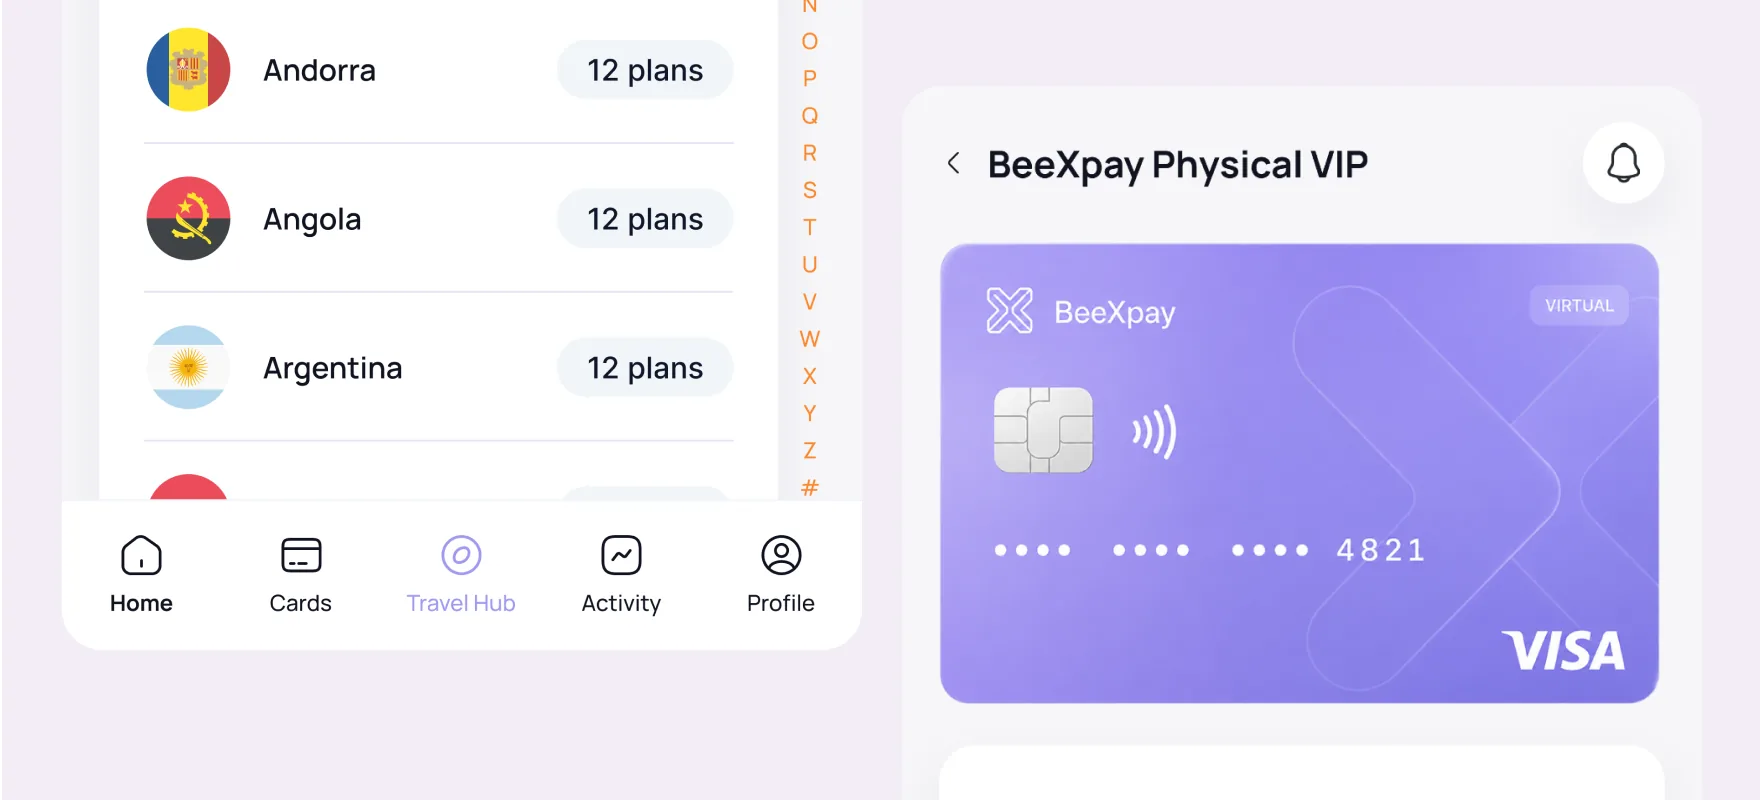 Andorra
12 plans
Angola
12 plans
Argentina
12 plans
N
O
P
Q
R
S
T
U
V
W
X
Y
Z
#
Home
Cards
Travel Hub
Activity
Profile
BeeXpay Physical VIP
BeeXpay
VIRTUAL
•••• •••• •••• 4821
VISA